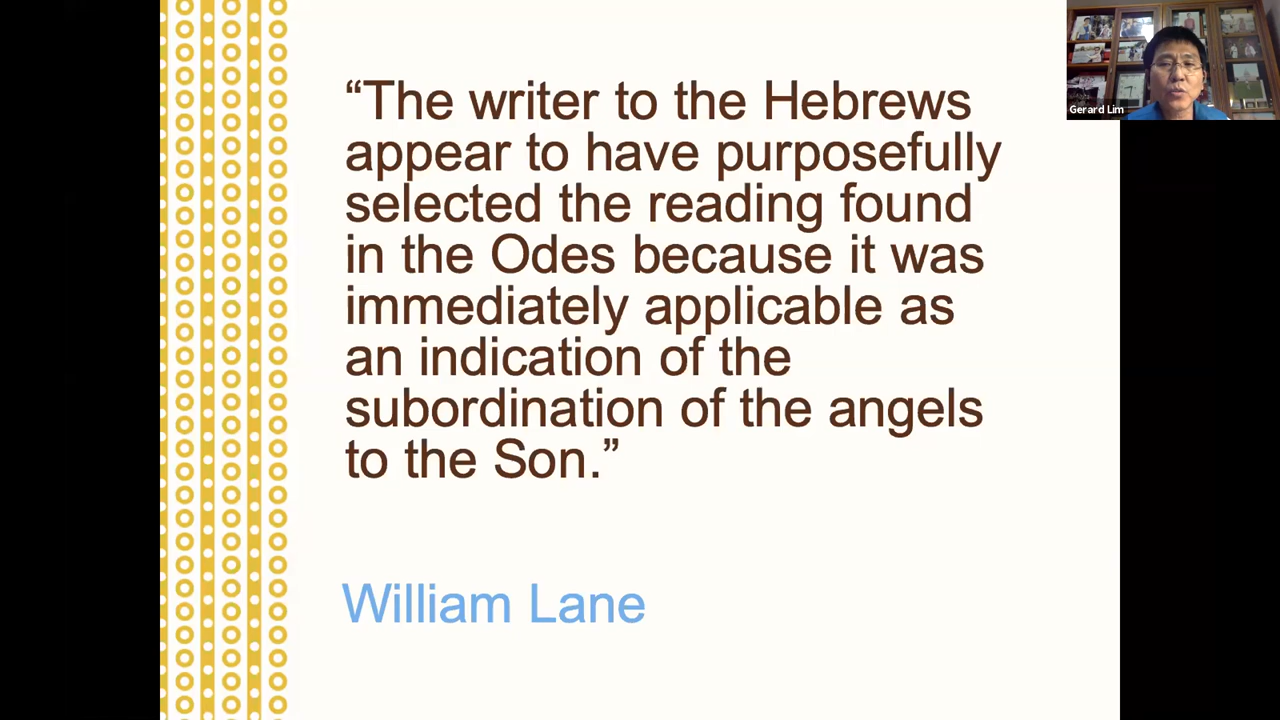 “The writer to the Hebrews
appear to have purposefully
selected the reading found
in the Odes because it was
immediately applicable as
an indication of the
subordination of the angels
to the Son.”
William Lane
Gerard Lim